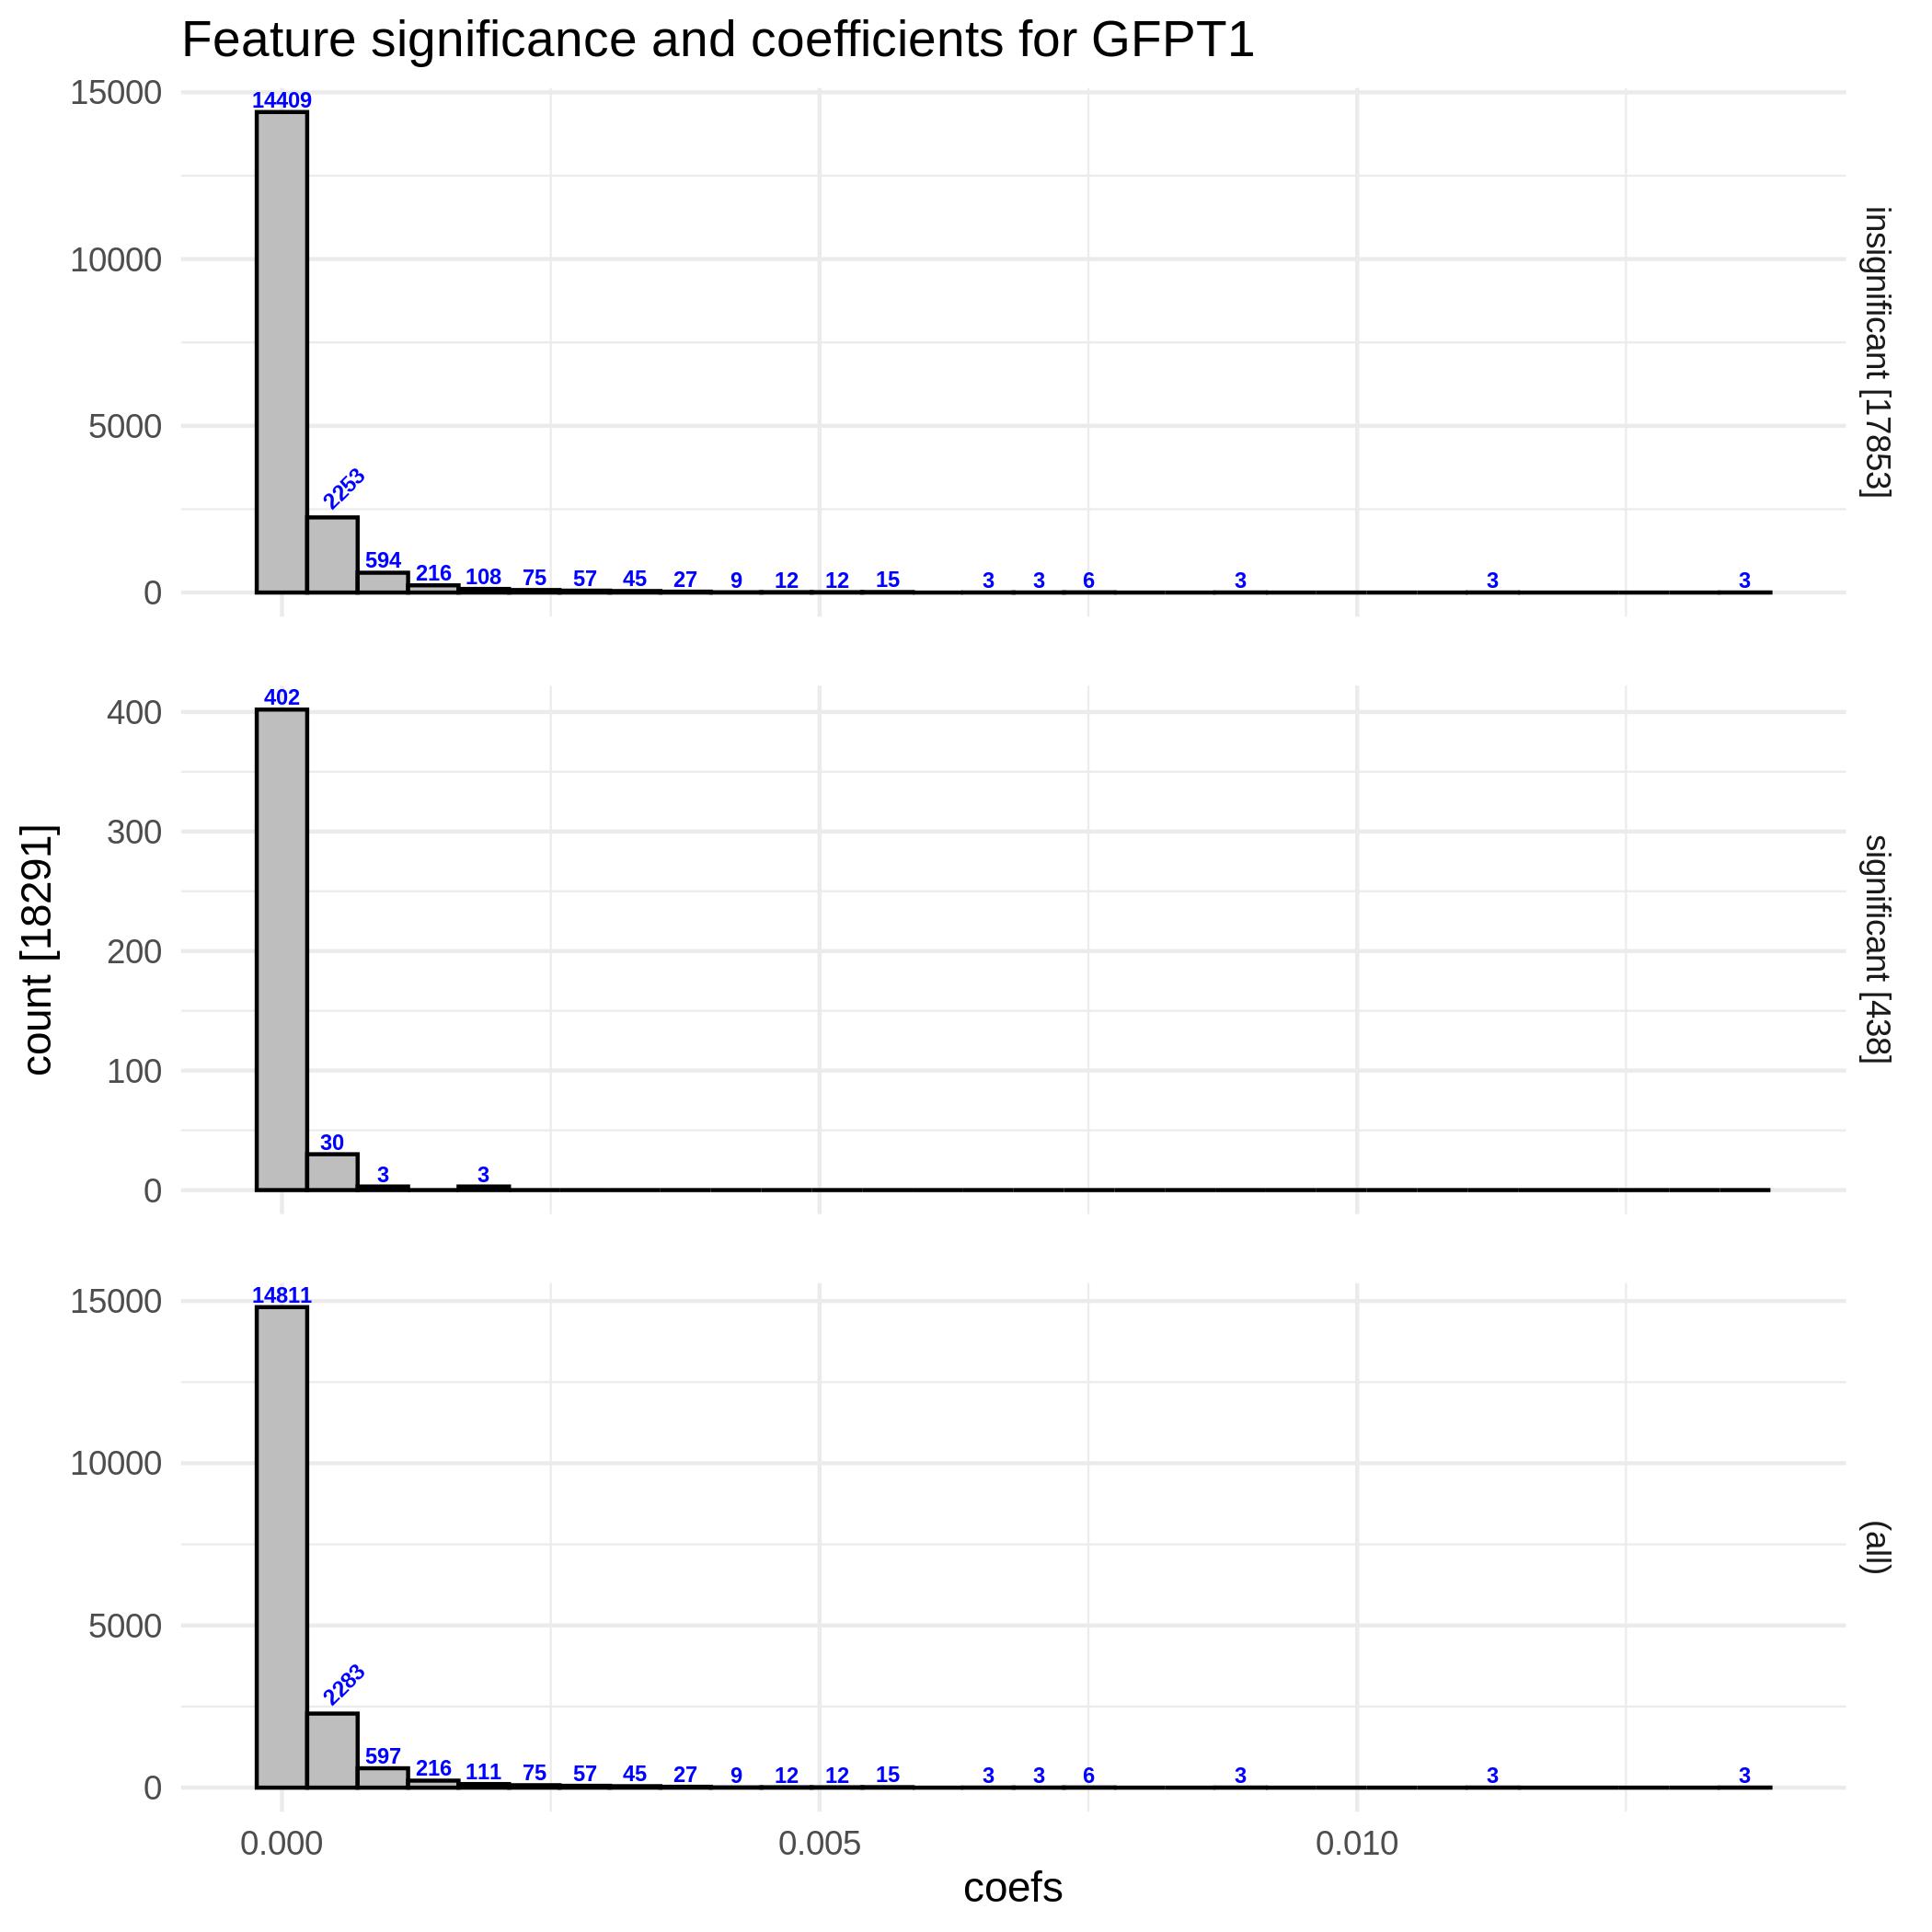 Feature significance and coefficients for GFPT1
15000
10000
5000
0
14409
2253
594 216 108 75 57 45 27 9 12 12 15 3 3 6 3 3 3
insignificant [17853]
count [18291]
400
300
200
100
0
402
30
3 3
significant [438]
15000
10000
5000
0
14811
2283
597 216 111 75 57 45 27 9 12 12 15 3 3 6 3 3 3
(all)
0.000 0.005 0.010
coefs